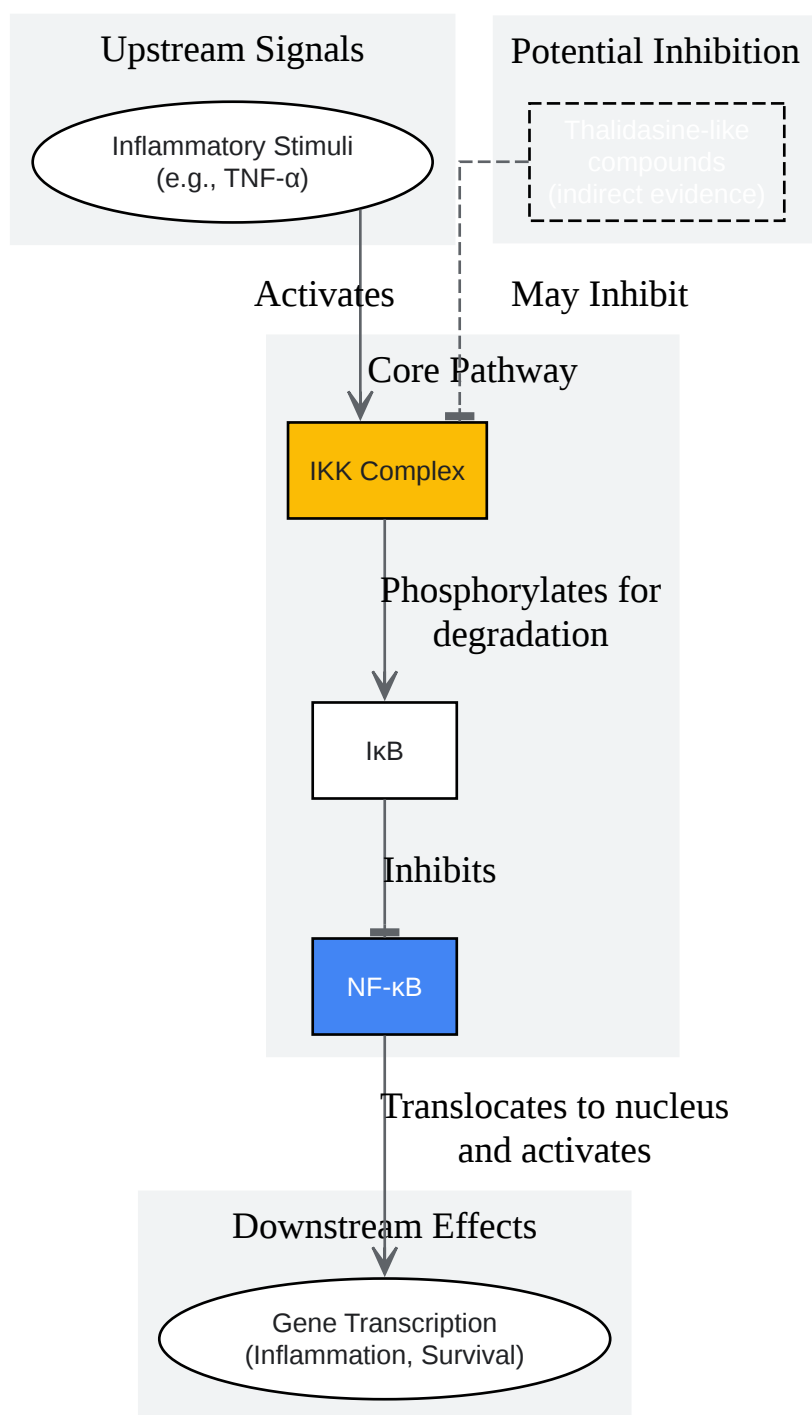 Upstream Signals
Potential Inhibition
Inflammatory Stimuli
(e.g., TNF-α)
Thalidasine-like
compounds
(indirect evidence)
Activates
May Inhibit
Core Pathway
IKK Complex
Phosphorylates for
degradation
IκB
Inhibits
NF-κB
Translocates to nucleus
and activates
Downstream Effects
Gene Transcription
(Inflammation, Survival)